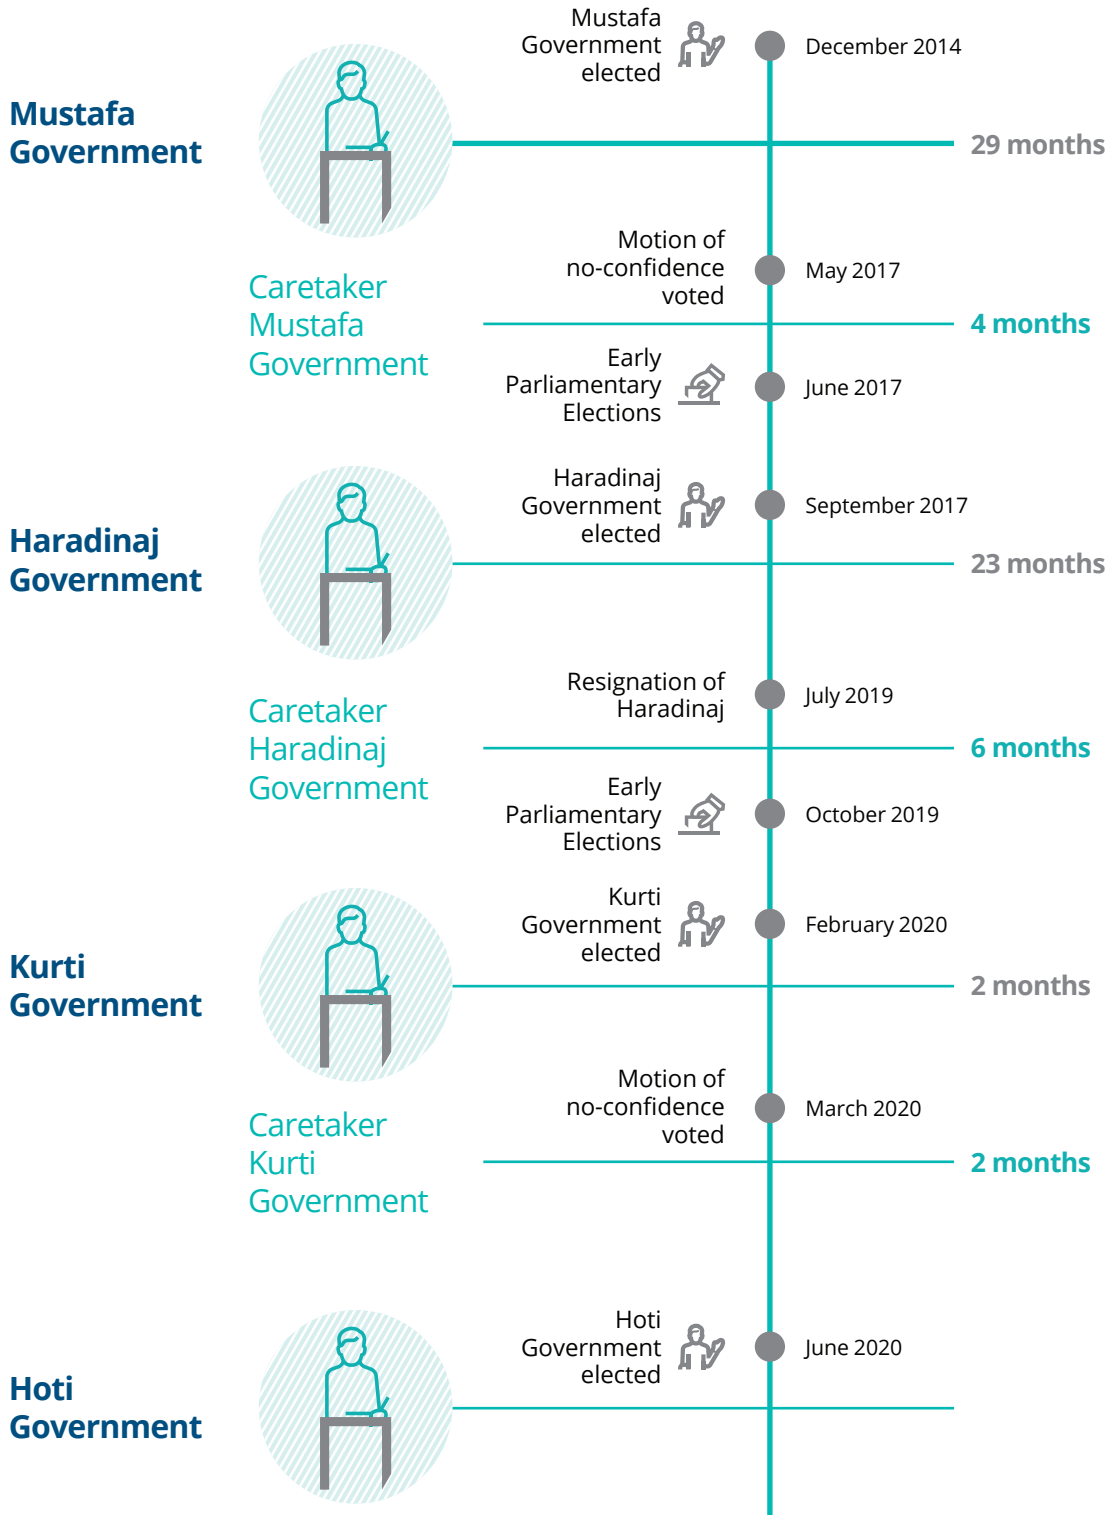 Mustafa
Government
elected
December 2014
Mustafa
Government
29 months
Motion of
no-confidence
voted
May 2017
Caretaker
Mustafa
Government
4 months
Early
Parliamentary
Elections
June 2017
Haradinaj
Government
elected
September 2017
Haradinaj
Government
23 months
Resignation of
Haradinaj
July 2019
Caretaker
Haradinaj
Government
6 months
Early
Parliamentary
Elections
October 2019
Kurti
Government
elected
February 2020
Kurti
Government
2 months
Motion of
no-confidence
voted
March 2020
Caretaker
Kurti
Government
2 months
Hoti
Government
elected
June 2020
Hoti
Government